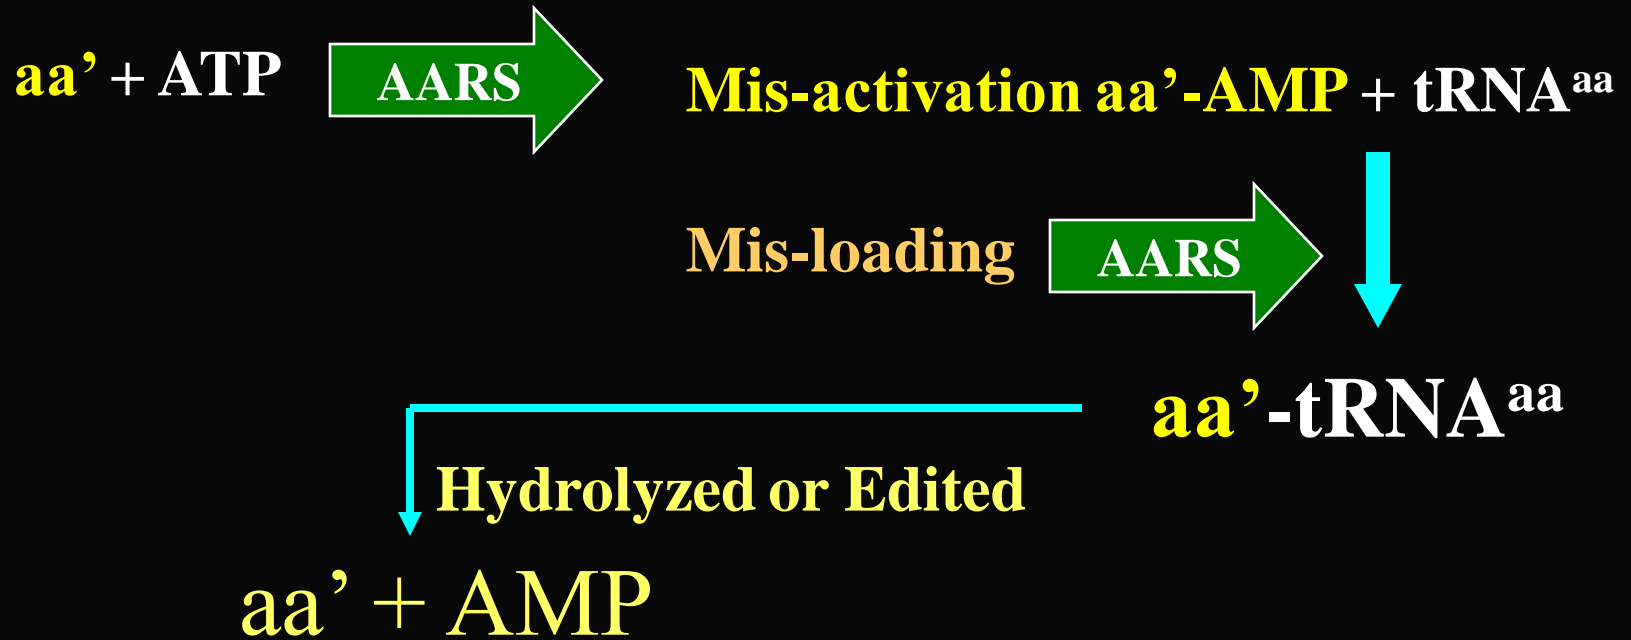 aa’ + ATP
AARS
Mis-activation aa’-AMP + tRNAᵃᵃ
Mis-loading
AARS
aa’-tRNAᵃᵃ
Hydrolyzed or Edited
aa’ + AMP